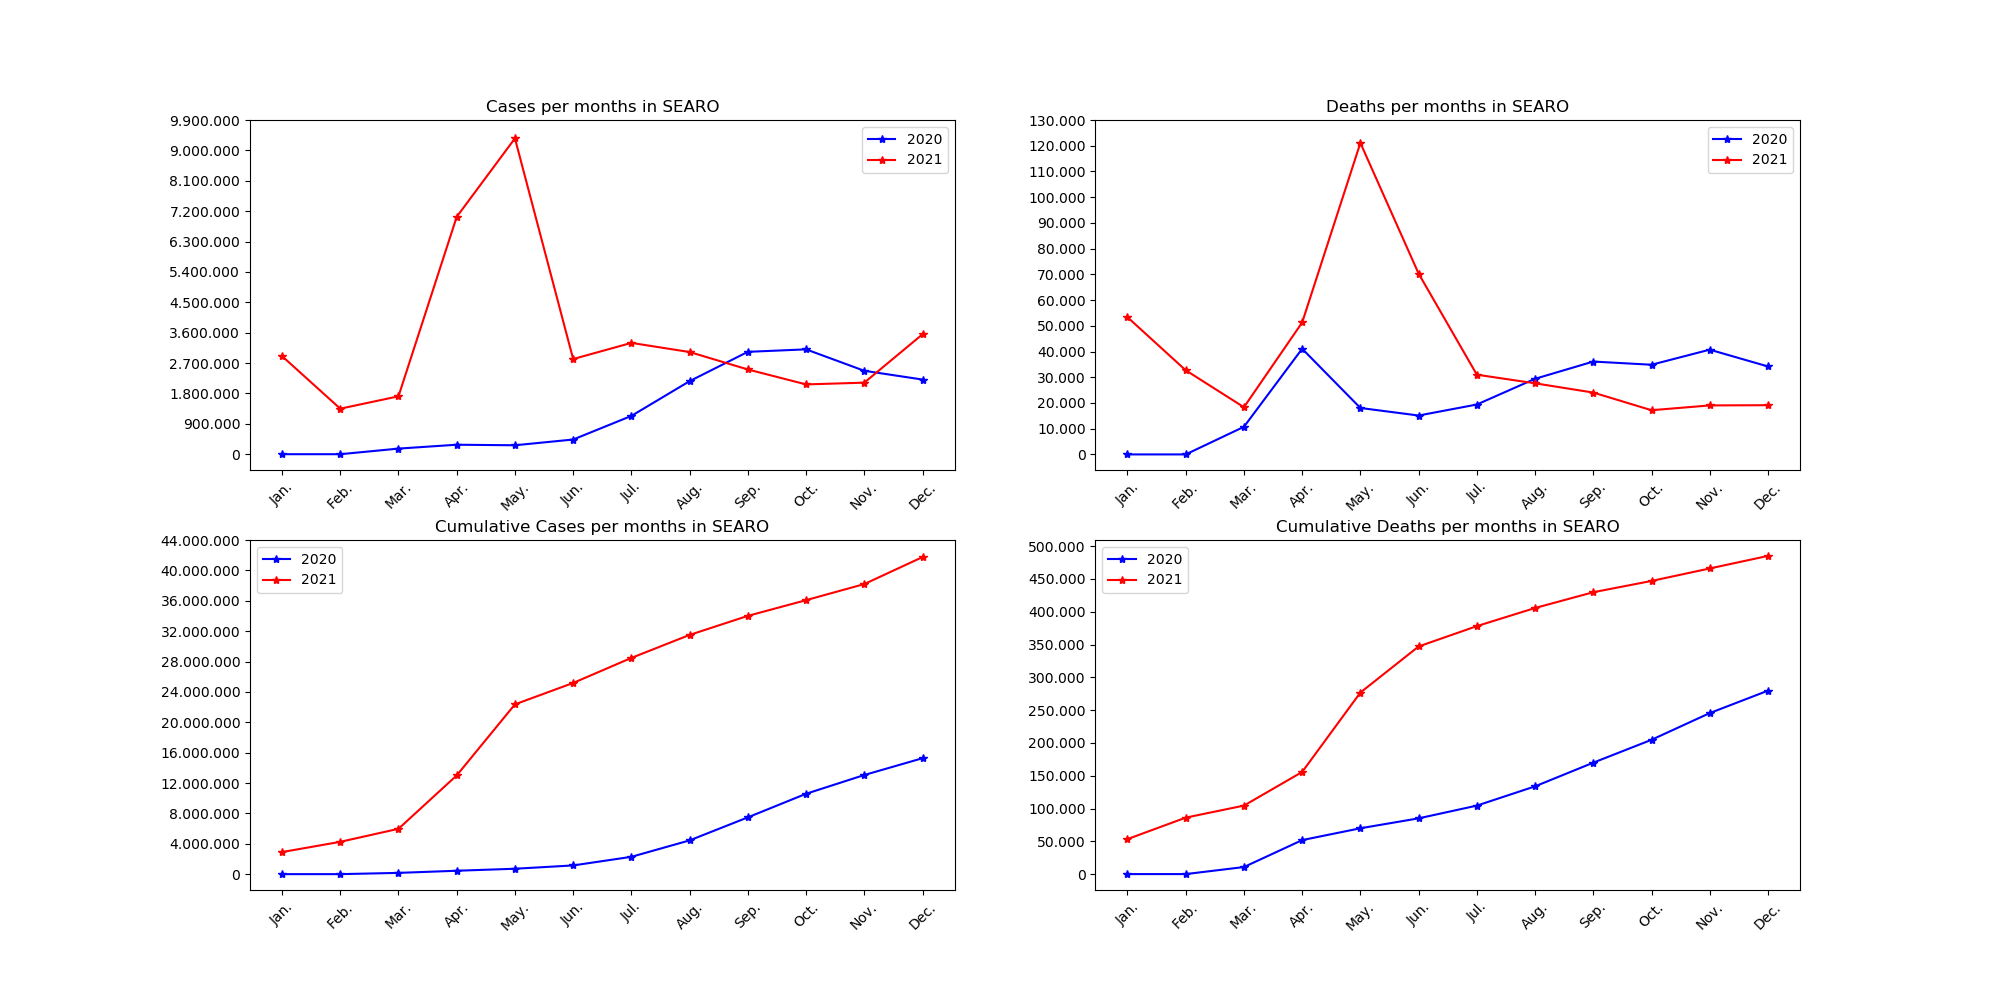 Cases per months in SEARO
9.900.000
9.000.000
8.100.000
7.200.000
6.300.000
5.400.000
4.500.000
3.600.000
2.700.000
1.800.000
900.000
0
2020
2021
Jan.
Feb.
Mar.
Apr.
May.
Jun.
Jul.
Aug.
Sep.
Oct.
Nov.
Dec.
Deaths per months in SEARO
130.000
120.000
110.000
100.000
90.000
80.000
70.000
60.000
50.000
40.000
30.000
20.000
10.000
0
2020
2021
Jan.
Feb.
Mar.
Apr.
May.
Jun.
Jul.
Aug.
Sep.
Oct.
Nov.
Dec.
Cumulative Cases per months in SEARO
44.000.000
40.000.000
36.000.000
32.000.000
28.000.000
24.000.000
20.000.000
16.000.000
12.000.000
8.000.000
4.000.000
0
2020
2021
Jan.
Feb.
Mar.
Apr.
May.
Jun.
Jul.
Aug.
Sep.
Oct.
Nov.
Dec.
Cumulative Deaths per months in SEARO
500.000
450.000
400.000
350.000
300.000
250.000
200.000
150.000
100.000
50.000
0
2020
2021
Jan.
Feb.
Mar.
Apr.
May.
Jun.
Jul.
Aug.
Sep.
Oct.
Nov.
Dec.